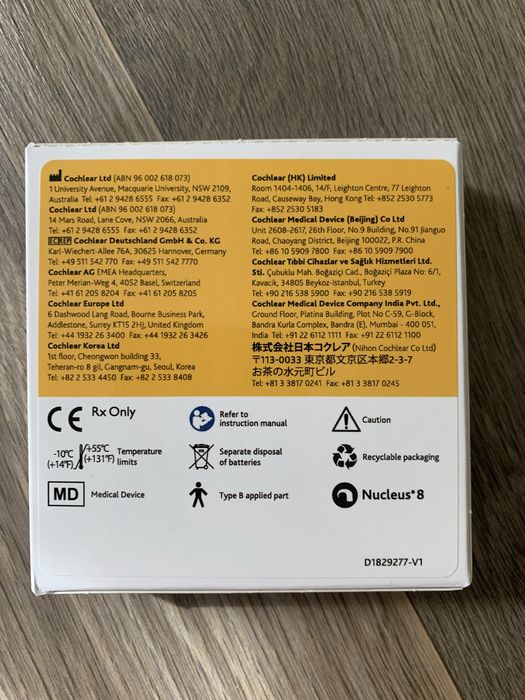 Cochlear Ltd (ABN 96 002 618 073)
1 University Avenue, Macquarie University, NSW 2109,
Australia Tel: +61 2 9428 6555 Fax: +61 2 9428 6352
Cochlear Ltd (ABN 96 002 618 073)
14 Mars Road, Lane Cove, NSW 2066, Australia
Tel: +61 2 9428 6555 Fax: +61 2 9428 6352
EC REP Cochlear Deutschland GmbH & Co. KG
Karl-Wiechert-Allee 76A, 30625 Hannover, Germany
Tel: +49 511 542 770 Fax: +49 511 542 7770
Cochlear AG EMEA Headquarters,
Peter Merian-Weg 4, 4052 Basel, Switzerland
Tel: +41 61 205 8204 Fax: +41 61 205 8205
Cochlear Europe Ltd
6 Dashwood Lang Road, Bourne Business Park,
Addlestone, Surrey KT15 2HJ, United Kingdom
Tel: +44 1932 26 3400 Fax: +44 1932 26 3426
Cochlear Korea Ltd
1st floor, Cheongwon building 33,
Teheran-ro 8 gil, Gangnam-gu, Seoul, Korea
Tel: +82 2 533 4450 Fax: +82 2 533 8408
Cochlear (HK) Limited
Room 1404-1406, 14/F, Leighton Centre, 77 Leighton
Road, Causeway Bay, Hong Kong Tel: +852 2530 5773
Fax: +852 2530 5183
Cochlear Medical Device (Beijing) Co Ltd
Unit 2608-2617, 26th Floor, No.9 Building, No.91 Jianguo
Road, Chaoyang District, Beijing 100022, P.R. China
Tel: +86 10 5909 7800 Fax: +86 10 5909 7900
Cochlear Tıbbi Cihazlar ve Sağlık Hizmetleri Ltd.
Sti. Çubuklu Mah. Boğaziçi Cad., Boğaziçi Plaza No: 6/1,
Kavacik, 34805 Beykoz-Istanbul, Turkey
Tel: +90 216 538 5900 Fax: +90 216 538 5919
Cochlear Medical Device Company India Pvt. Ltd.,
Ground Floor, Platina Building, Plot No C-59, G-Block,
Bandra Kurla Complex, Bandra (E), Mumbai - 400 051,
India Tel: +91 22 6112 1111 Fax: +91 22 6112 1100
株式会社日本コクレア (Nihon Cochlear Co Ltd)
〒113-0033 東京都文京区本郷2-3-7
お茶の水元町ビル
Tel: +81 3 3817 0241 Fax: +81 3 3817 0245
CE Rx Only
Refer to
instruction manual
Caution
-10°C
(+14°F)
+55°C
(+131°F)
Temperature
limits
Separate disposal
of batteries
Recyclable packaging
MD Medical Device
Type B applied part
Nucleus® 8
D1829277-V1